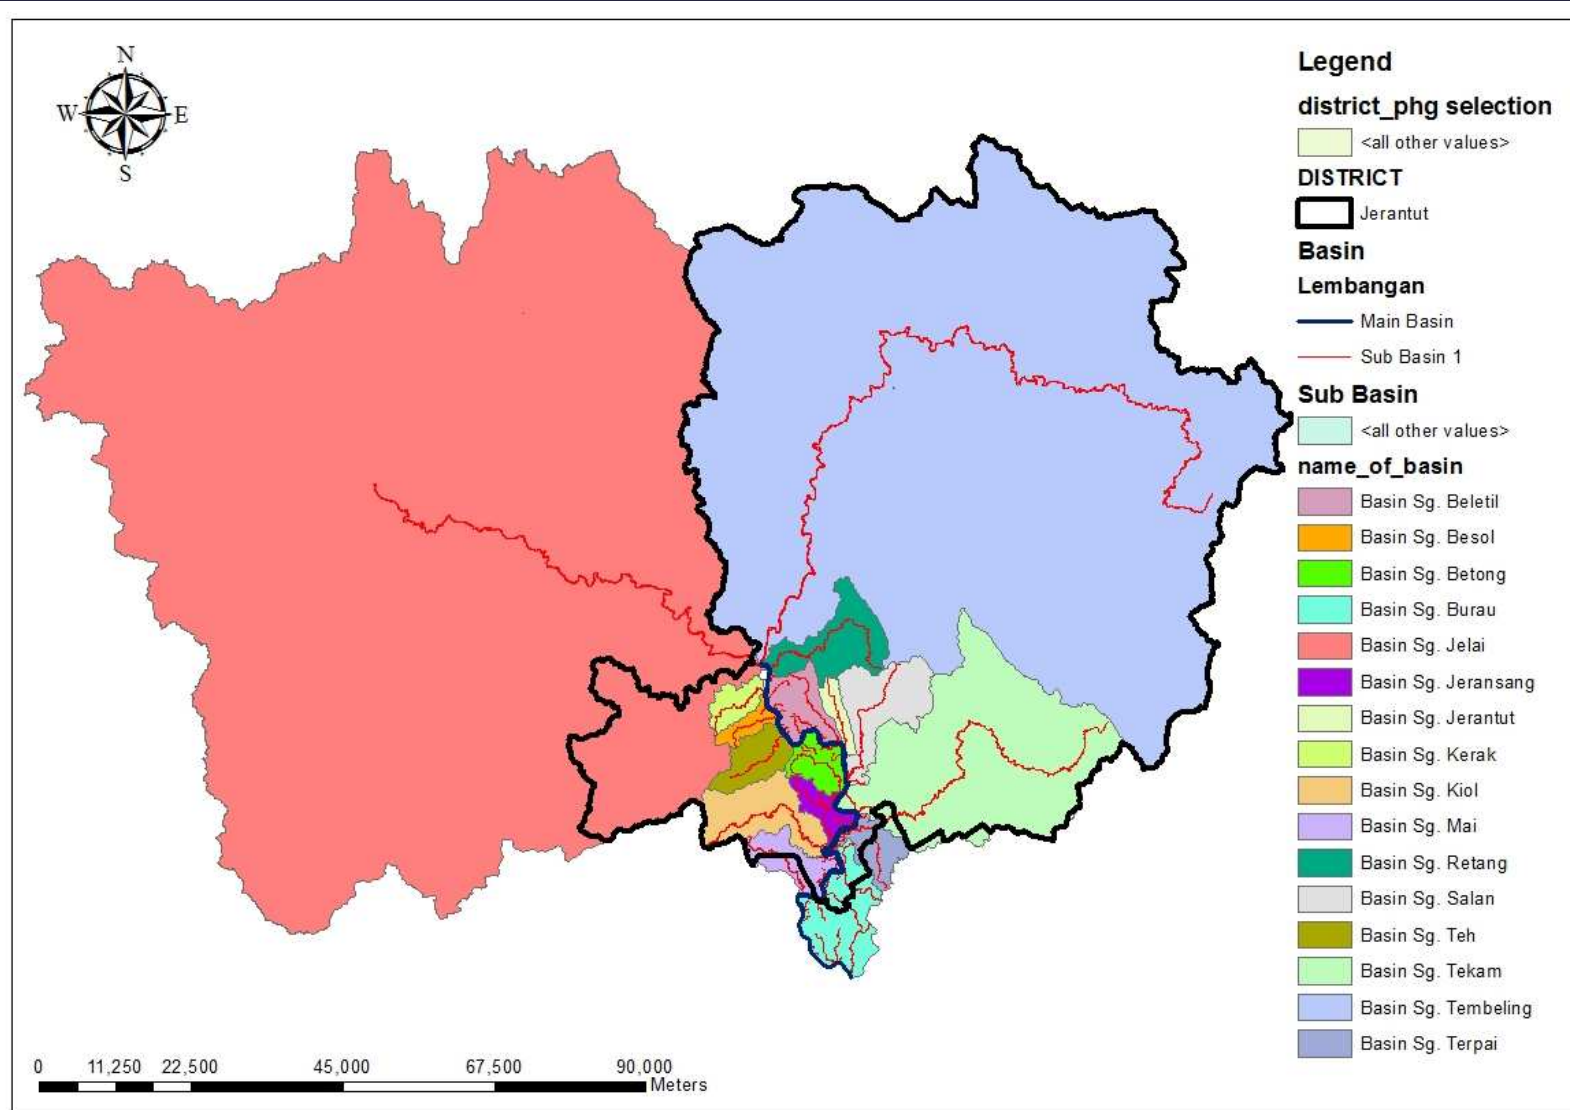 N
W E
S
Legend
district_phg selection
<all other values>
DISTRICT
Jerantut
Basin
Lembangan
Main Basin
Sub Basin 1
Sub Basin
<all other values>
name_of_basin
Basin Sg. Beletil
Basin Sg. Besol
Basin Sg. Betong
Basin Sg. Burau
Basin Sg. Jelai
Basin Sg. Jeransang
Basin Sg. Jerantut
Basin Sg. Kerak
Basin Sg. Kiol
Basin Sg. Mai
Basin Sg. Retang
Basin Sg. Salan
Basin Sg. Teh
Basin Sg. Tekam
Basin Sg. Tembeling
Basin Sg. Terpai
0 11,250 22,500 45,000 67,500 90,000
Meters